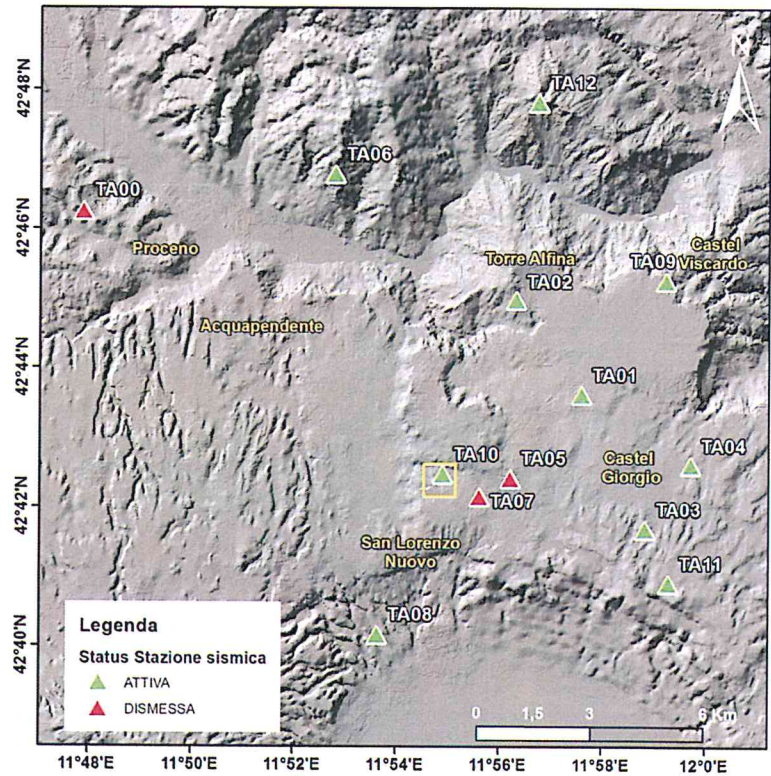 N
42°48'N
TA12
TA06
TA00
42°46'N
Proceno
Castel
Viscardo
TA09
Torre Alfina
TA02
Acquapendente
42°44'N
TA01
TA10
TA05
Castel
Giorgio
TA04
TA07
42°42'N
TA03
San Lorenzo
Nuovo
TA11
TA08
42°40'N
Legenda
Status Stazione sismica
ATTIVA
DISMESSA
0 1,5 3 6 Km
11°48'E 11°50'E 11°52'E 11°54'E 11°56'E 11°58'E 12°0'E